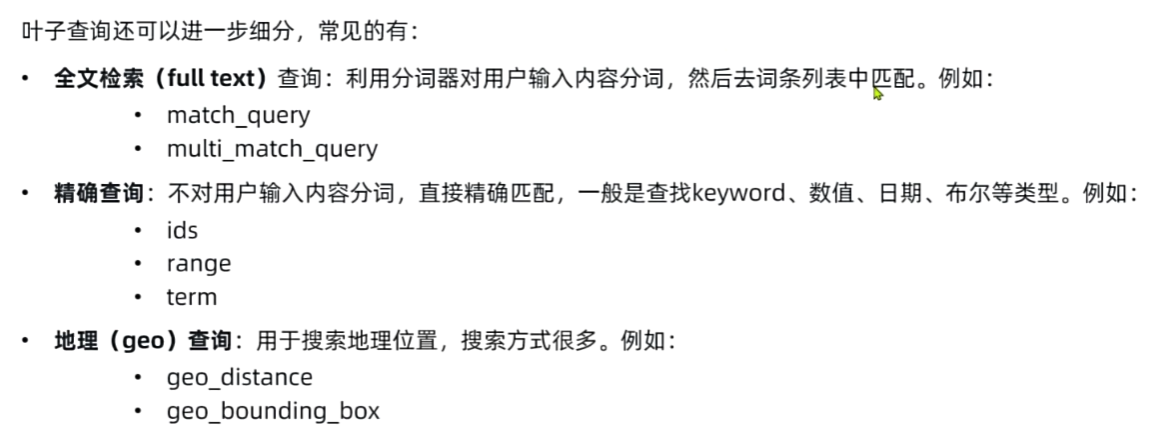 叶子查询还可以进一步细分，常见的有：
• 全文检索（full text）查询：利用分词器对用户输入内容分词，然后去词条列表中匹配。例如：
• match_query
• multi_match_query
• 精确查询：不对用户输入内容分词，直接精确匹配，一般是查找keyword、数值、日期、布尔等类型。例如：
• ids
• range
• term
• 地理（geo）查询：用于搜索地理位置，搜索方式很多。例如：
• geo_distance
• geo_bounding_box